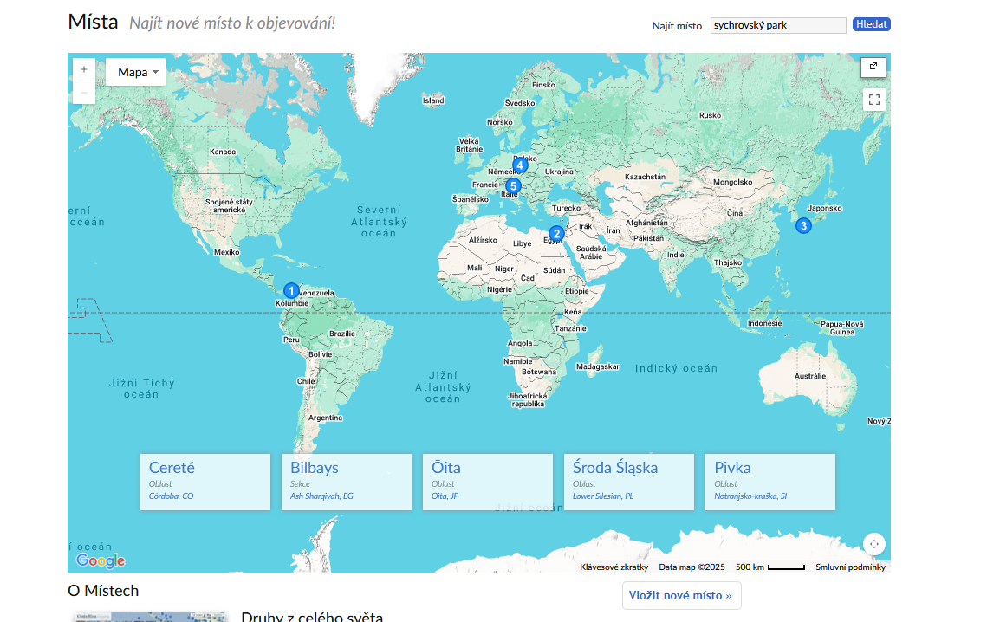 Místa Najít nové místo k objevování!
Najít místo sychrovský park Hledat
+
Mapa
Island
Finsko
Švédsko
Norsko
Rusko
Velká
Británie
Kanada
Polsko
4
Německo
Ukrajina
Kazachstán
Mongolsko
Francie
5
Itálie
Španělsko
Spojené státy
americké
Severní
Atlantský
oceán
erní
oceán
Turecko
Čína
Japonsko
3
Afghánistán
Írán
Irák
Pákistán
2
Egypt
Alžírsko
Libye
Saúdská
Arábie
Indie
Thajsko
Mexiko
Mali
Niger
Čad
Súdán
Nigérie
Etiopie
1
Venezuela
Kolumbie
Keňa
Indonésie
Papua-Nová
Guinea
Tanzánie
Brazílie
Peru
Angola
Bolívie
Namibie
Botswana
Madagaskar
Indický oceán
Austrálie
Jižní Tichý
oceán
Chile
Jižní
Atlantský
oceán
Jihoafrická
republika
Argentina
Nový Z
Cereté
Oblast
Córdoba, CO
Bilbays
Sekce
Ash Sharqiyah, EG
Ōita
Oblast
Oita, JP
Środa Śląska
Oblast
Lower Silesian, PL
Pivka
Oblast
Notranjsko-kraška, SI
Jižní oceán
í oceán
Google
Klávesové zkratky Data map ©2025 500 km Smluvní podmínky
O Místech
Vložit nové místo »
Druhy z celého světa